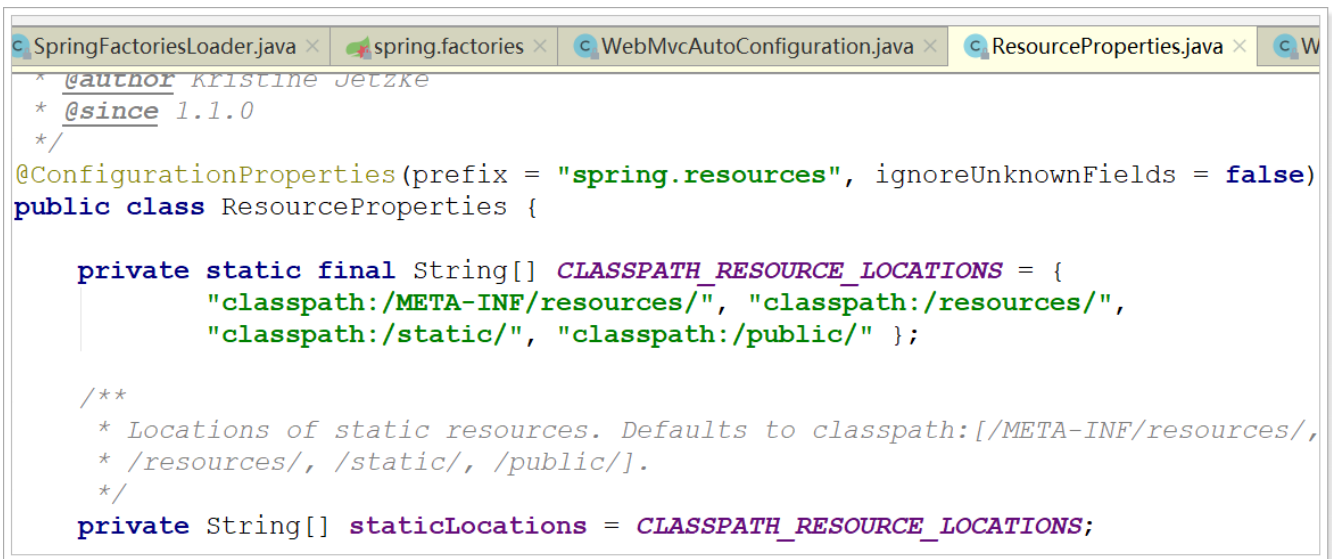 SpringFactoriesLoader.java × spring.factories × WebMvcAutoConfiguration.java × ResourceProperties.java × W
* @author Kristine Jetzke
* @since 1.1.0
*/
@ConfigurationProperties(prefix = "spring.resources", ignoreUnknownFields = false)
public class ResourceProperties {
private static final String[] CLASSPATH_RESOURCE_LOCATIONS = {
"classpath:/META-INF/resources/", "classpath:/resources/",
"classpath:/static/", "classpath:/public/" };
/**
* Locations of static resources. Defaults to classpath:[/META-INF/resources/,
* /resources/, /static/, /public/].
*/
private String[] staticLocations = CLASSPATH_RESOURCE_LOCATIONS;